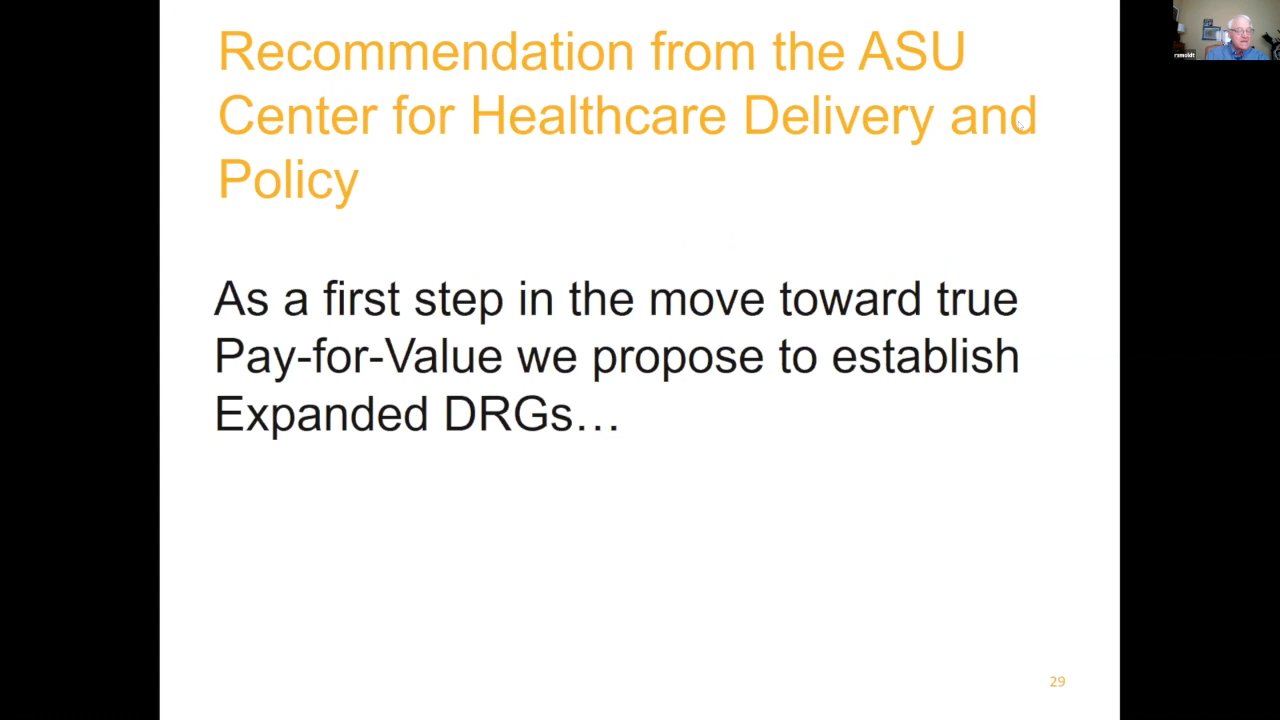 Recommendation from the ASU
Center for Healthcare Delivery and
Policy
As a first step in the move toward true
Pay-for-Value we propose to establish
Expanded DRGs…
29